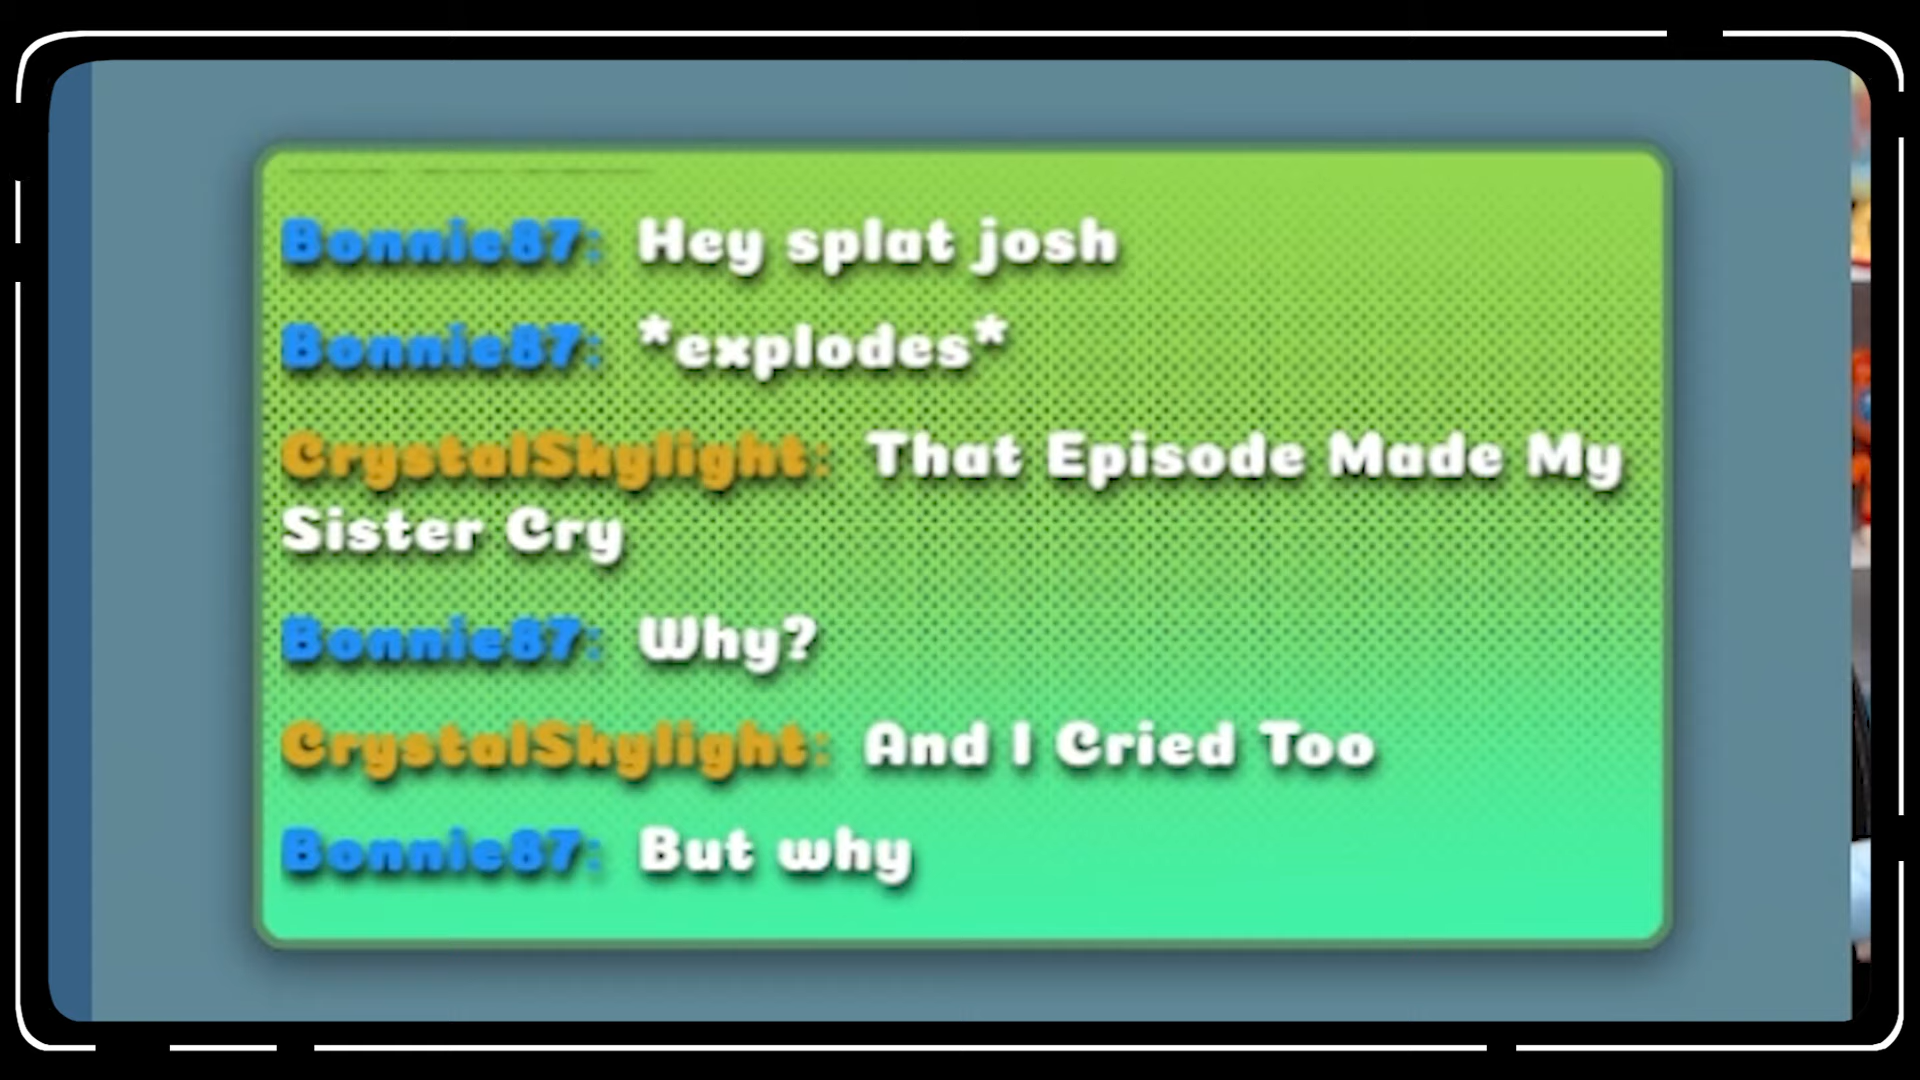 Bonnie87: Hey splat josh
Bonnie87: *explodes*
CrystalSkylight: That Episode Made My
Sister Cry
Bonnie87: Why?
CrystalSkylight: And I Cried Too
Bonnie87: But why